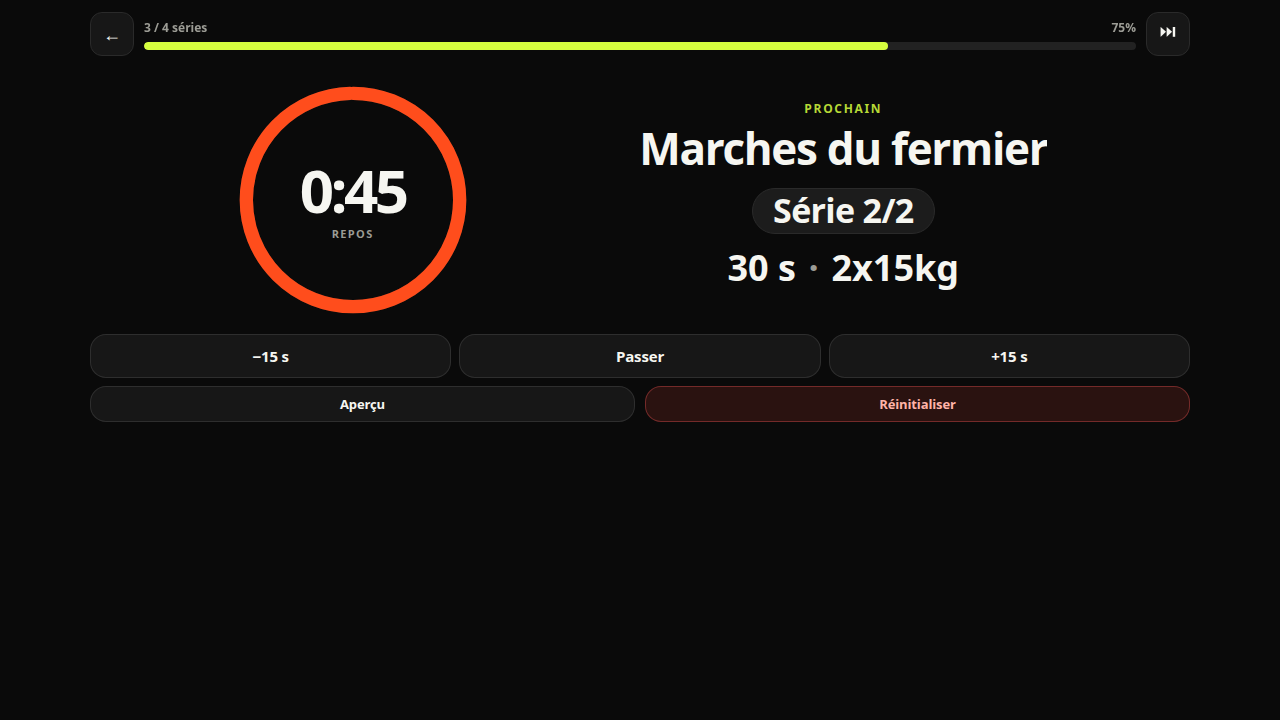 ←
3 / 4 séries
75%
⏭
0:45
REPOS
PROCHAIN
Marches du fermier
Série 2/2
30 s · 2x15kg
−15 s
Passer
+15 s
Aperçu
Réinitialiser